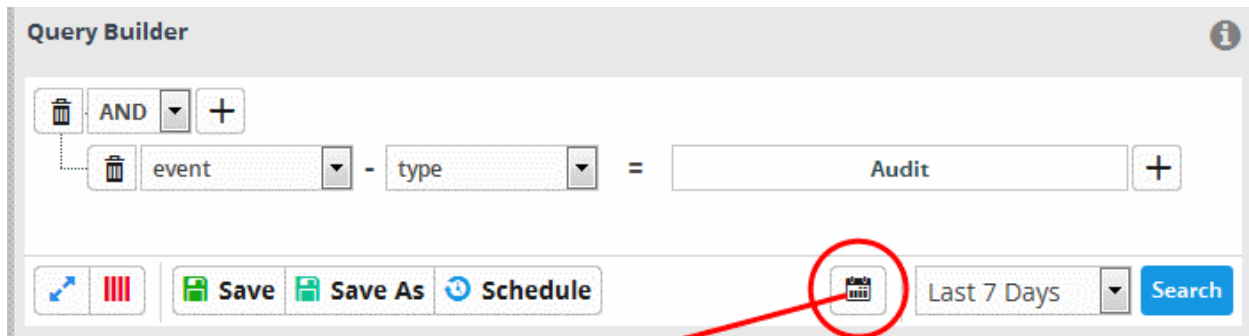 Query Builder
AND
event - type = Audit
Save Save As Schedule Last 7 Days Search